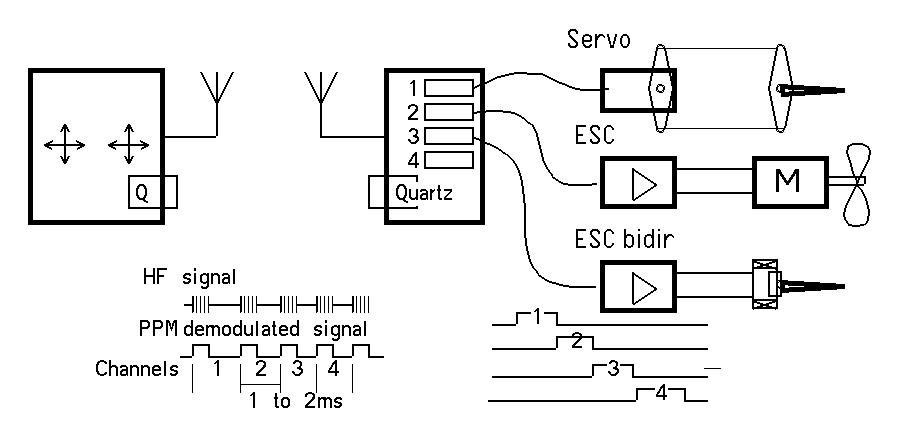 Servo
1
2
ESC
3
4
Q
Quartz
M
ESC bidir
HF signal
PPM demodulated signal
1
2
Channels 1 2 3 4
3
1 to 2ms
4